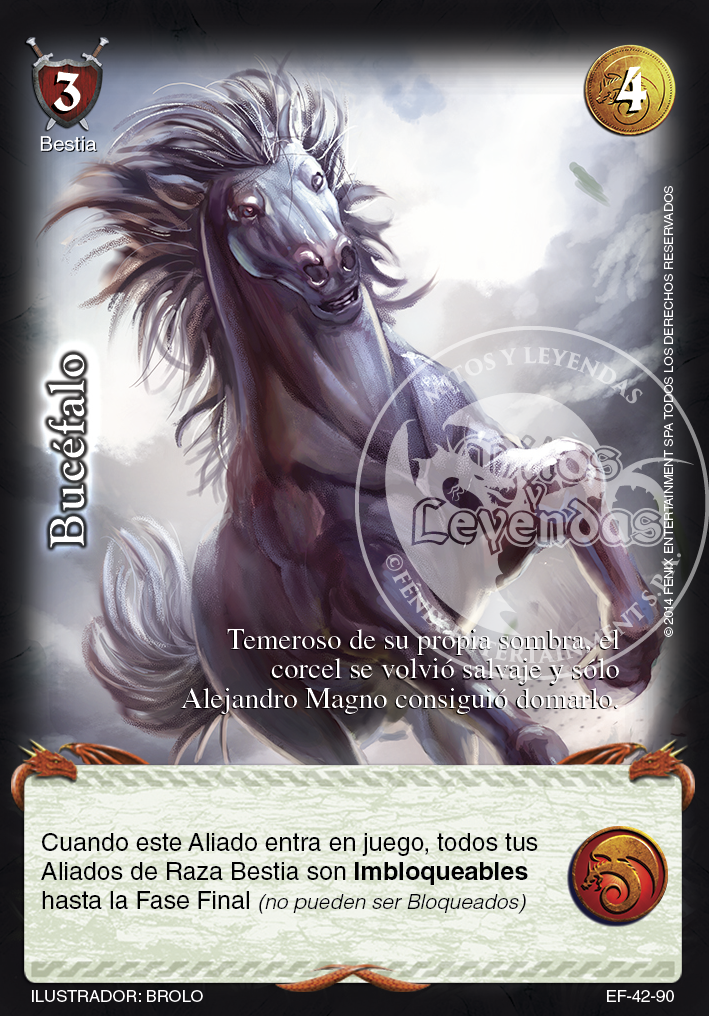 3
4
Bestia
Bucéfalo
© 2014 FENIX ENTERTAINMENT SPA TODOS LOS DERECHOS RESERVADOS
MITOS Y LEYENDAS
Mitos
y
Leyendas
© FÉNIX ENTERTAINMENT S.P.A.
Temeroso de su propia sombra, el
corcel se volvió salvaje y sólo
Alejandro Magno consiguió domarlo.
Cuando este Aliado entra en juego, todos tus
Aliados de Raza Bestia son Imbloqueables
hasta la Fase Final (no pueden ser Bloqueados)
ILUSTRADOR: BROLO
EF-42-90